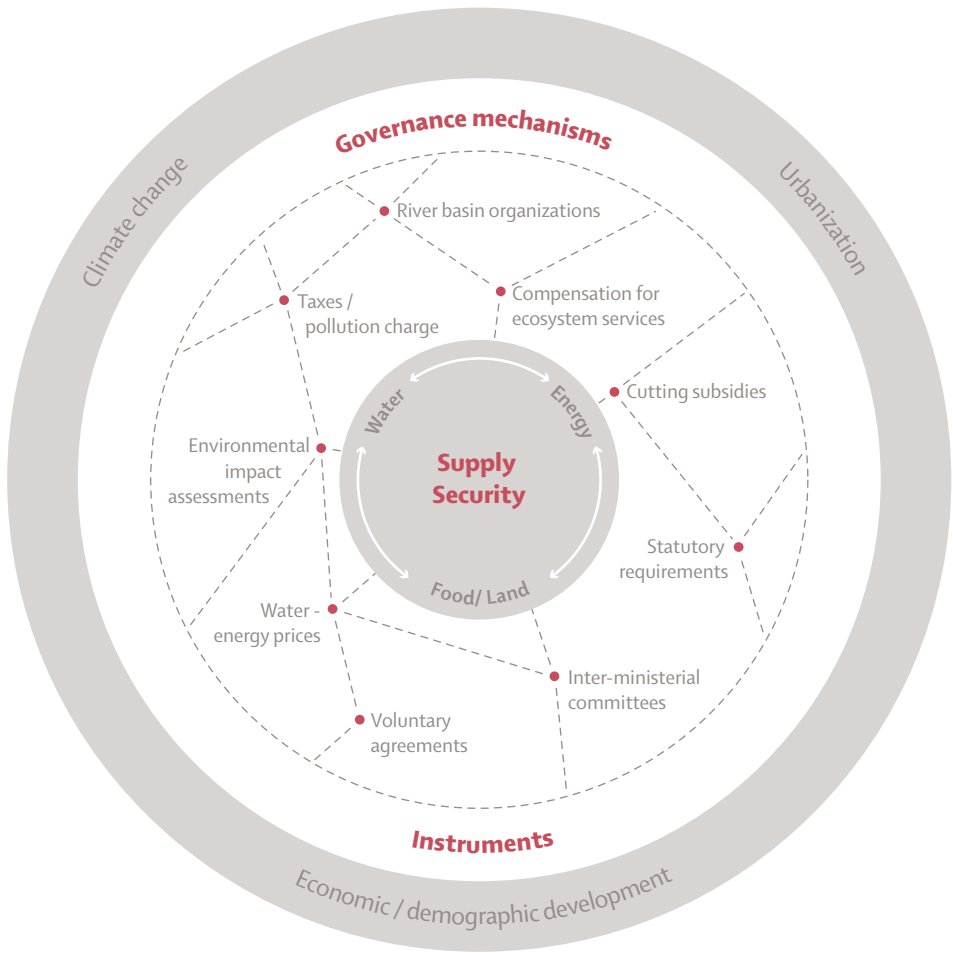 Governance mechanisms
Climate change
Urbanization
River basin organizations
Compensation for
ecosystem services
Taxes /
pollution charge
Cutting subsidies
Water
Energy
Environmental
impact
assessments
Supply
Security
Statutory
requirements
Food/ Land
Water -
energy prices
Inter-ministerial
committees
Voluntary
agreements
Instruments
Economic / demographic development